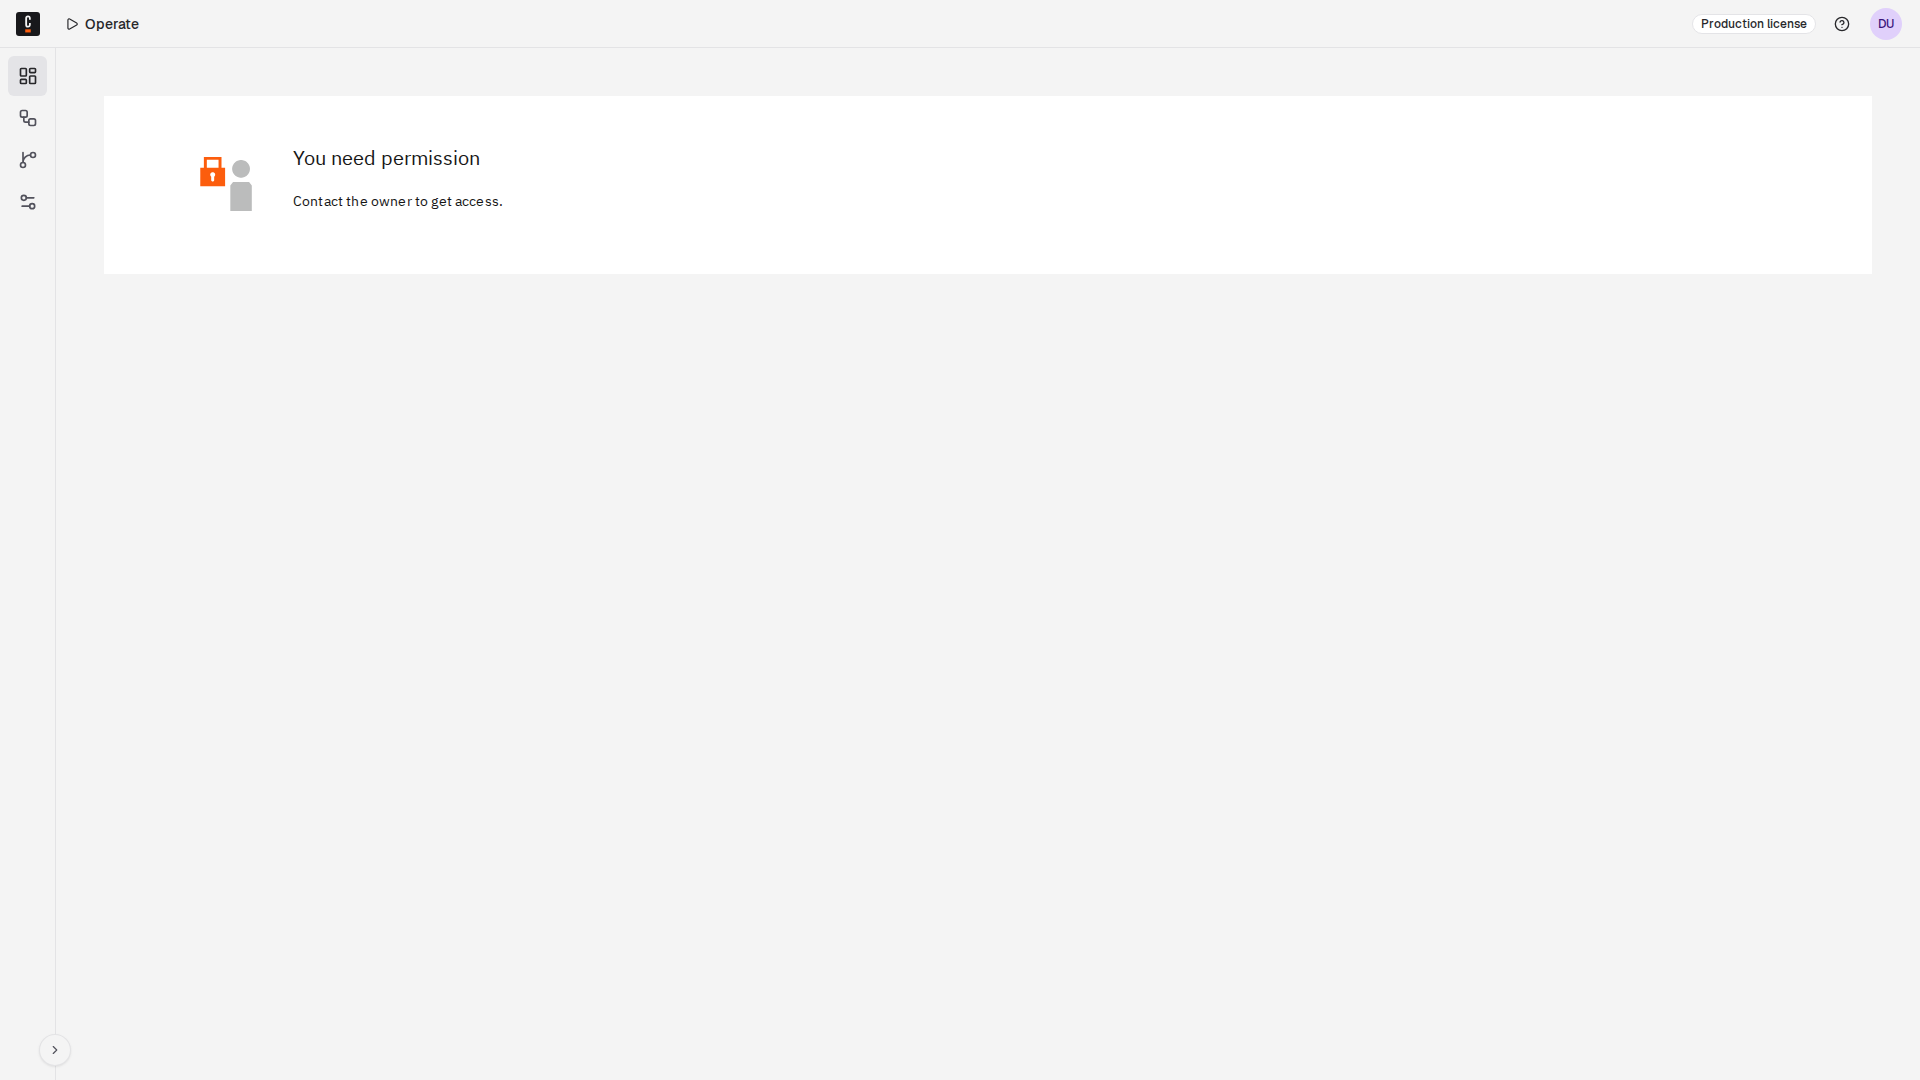 Operate
Production license
DU
You need permission
Contact the owner to get access.